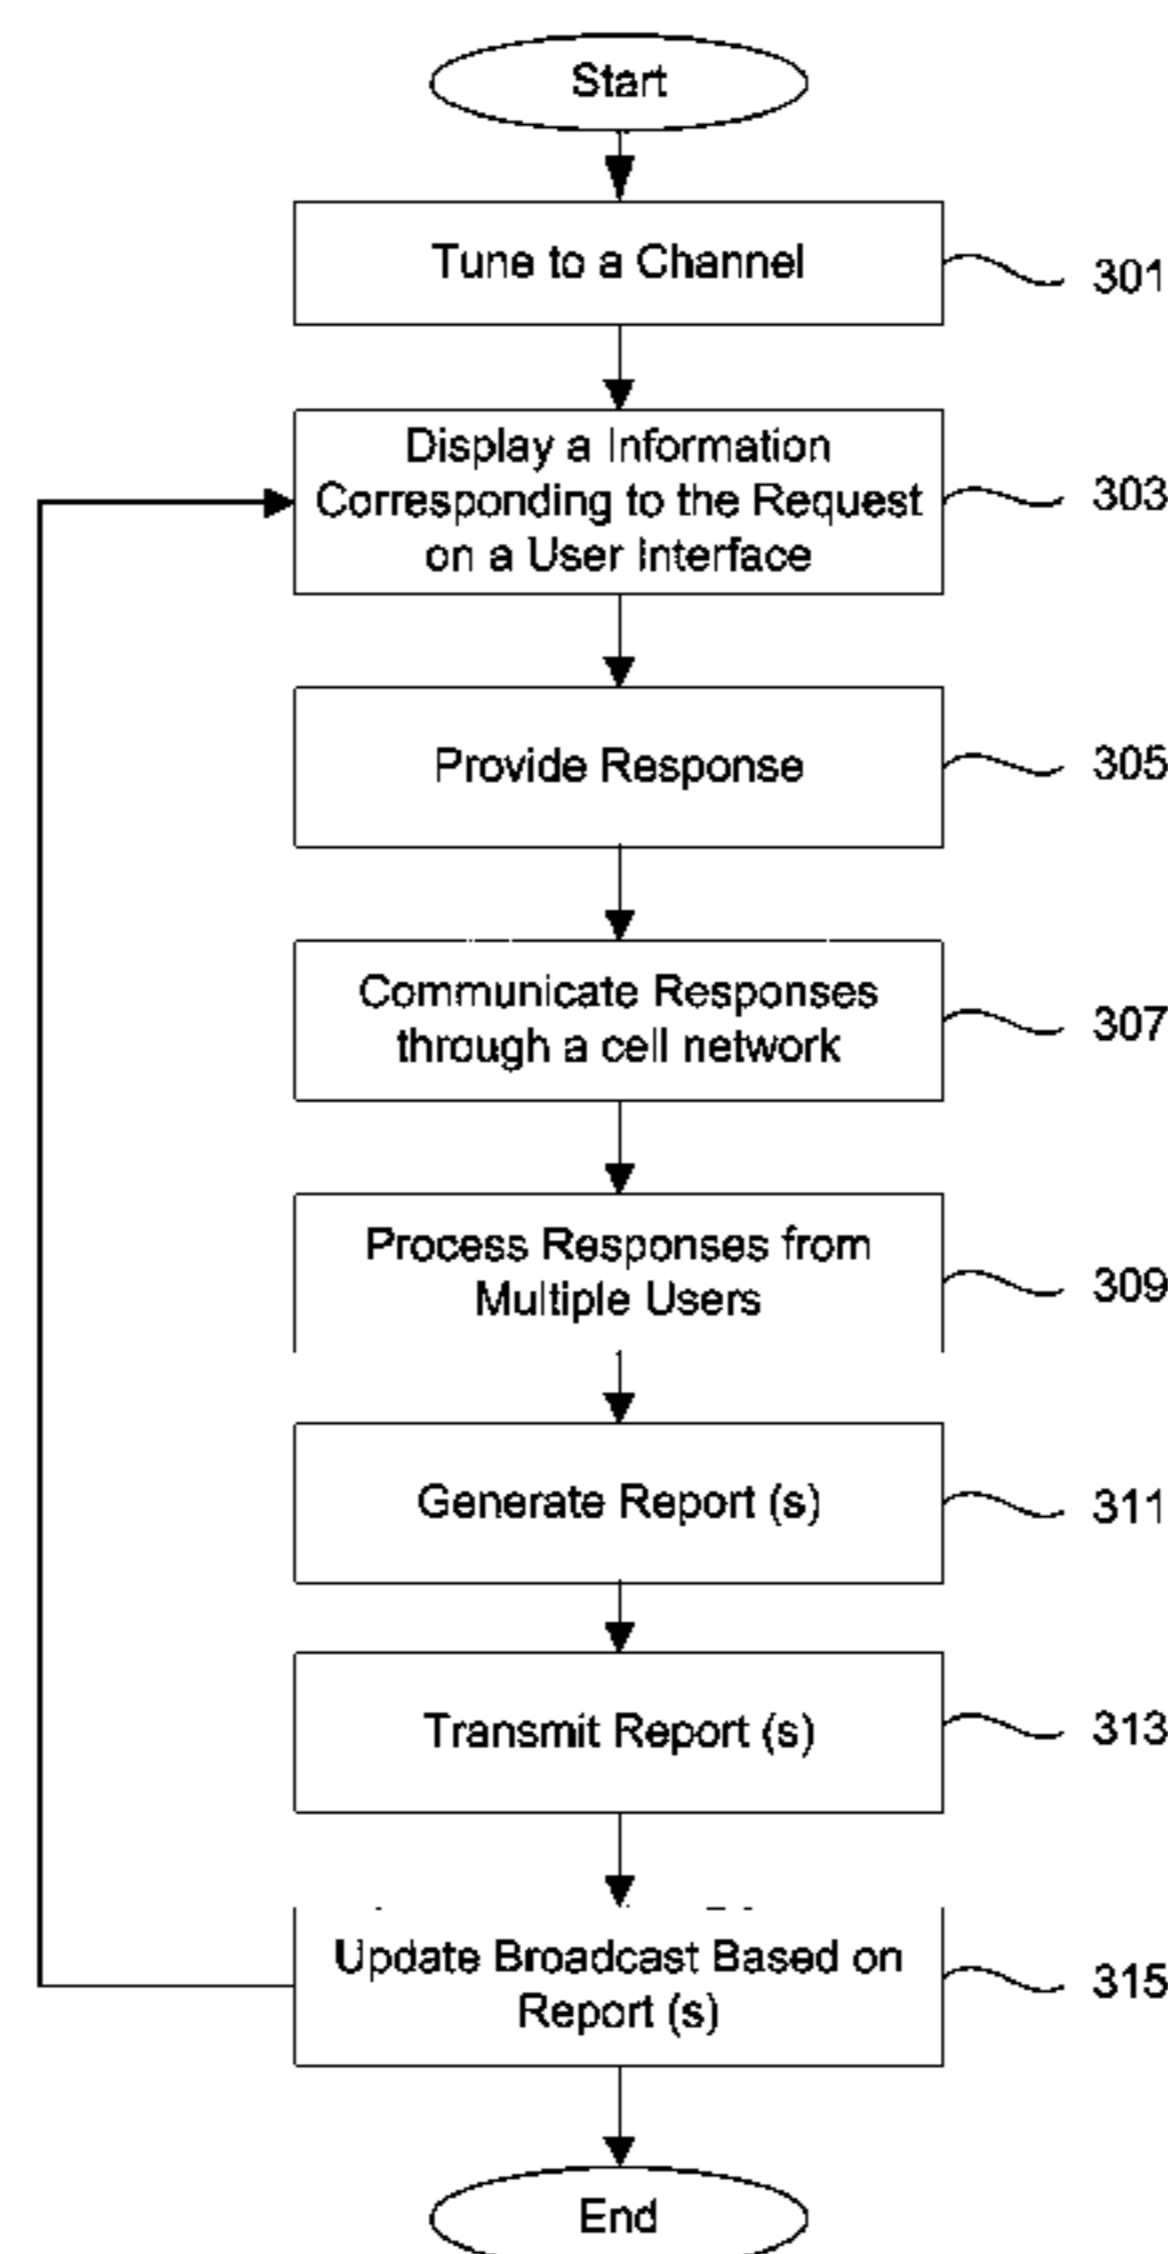 Start
Tune to a Channel
301
Display a Information
Corresponding to the Request
on a User Interface
303
Provide Response
305
Communicate Responses
through a cell network
307
Process Responses from
Multiple Users
309
Generate Report (s)
311
Transmit Report (s)
313
Update Broadcast Based on
Report (s)
315
End